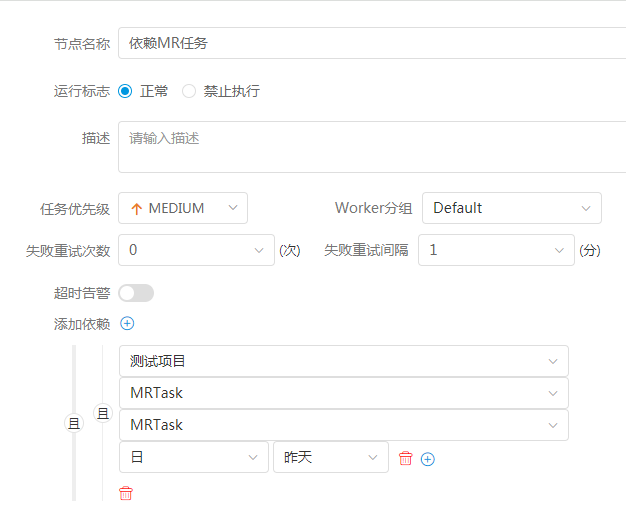 节点名称 依赖MR任务
运行标志 正常 禁止执行
描述 请输入描述
任务优先级 MEDIUM Worker分组 Default
失败重试次数 0 (次) 失败重试间隔 1 (分)
超时告警
添加依赖
测试项目
MRTask
且 且
MRTask
日 昨天